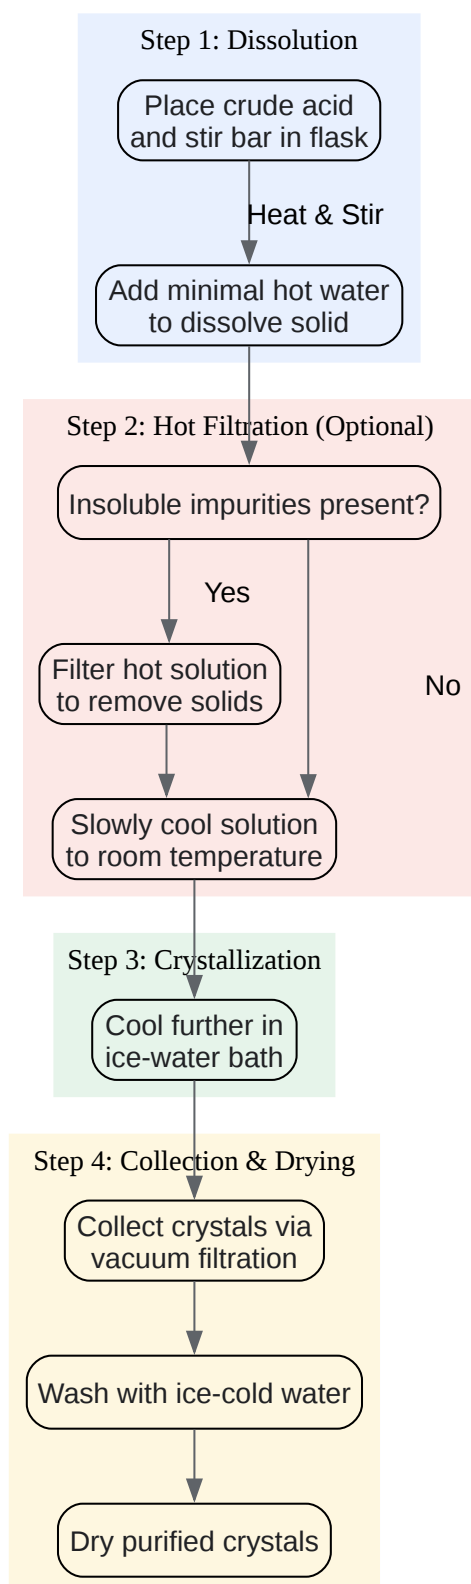 Step 1: Dissolution
Place crude acid
and stir bar in flask
Heat & Stir
Add minimal hot water
to dissolve solid
Step 2: Hot Filtration (Optional)
Insoluble impurities present?
Yes
Filter hot solution
to remove solids
No
Slowly cool solution
to room temperature
Step 3: Crystallization
Cool further in
ice-water bath
Step 4: Collection & Drying
Collect crystals via
vacuum filtration
Wash with ice-cold water
Dry purified crystals